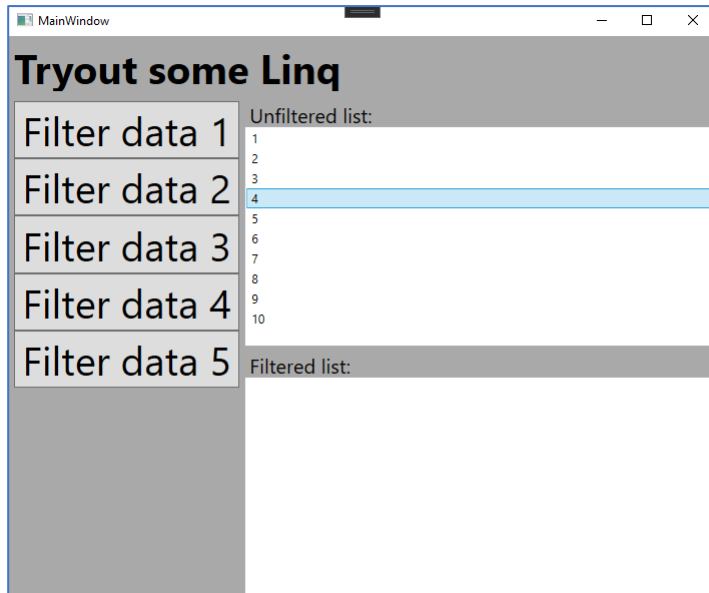 MainWindow
Tryout some Linq
Filter data 1
Filter data 2
Filter data 3
Filter data 4
Filter data 5
Unfiltered list:
1
2
3
4
5
6
7
8
9
10
Filtered list: